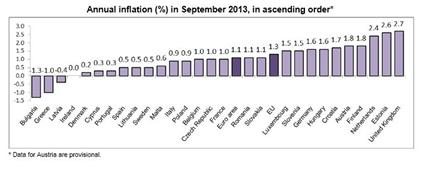 Annual inflation (%) in September 2013, in ascending order*
3.0
2.5
2.0
1.5
1.0
0.5
0.0
-0.5
-1.0
-1.5
-2.0
-1.3 -1.0 -0.4 0.0 0.2 0.3 0.3 0.5 0.5 0.5 0.6 0.9 0.9 1.0 1.0 1.0 1.1 1.1 1.1 1.3 1.5 1.5 1.6 1.6 1.7 1.8 1.8 2.4 2.6 2.7
Bulgaria
Greece
Latvia
Ireland
Denmark
Cyprus
Portugal
Spain
Lithuania
Sweden
Malta
Italy
Poland
Belgium
Czech Republic
France
Euro area
Romania
Slovakia
EU
Luxembourg
Slovenia
Germany
Hungary
Croatia
Austria
Finland
Netherlands
Estonia
United Kingdom
* Data for Austria are provisional.